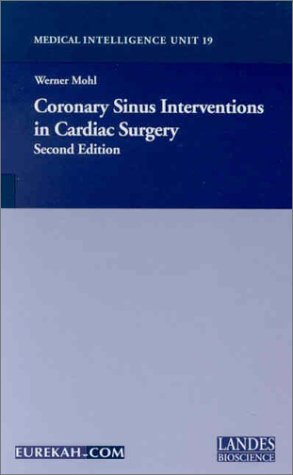 MEDICAL INTELLIGENCE UNIT 19
Werner Mohl
Coronary Sinus Interventions
in Cardiac Surgery
Second Edition
EUREKAH.COM
LANDES
BIOSCIENCE